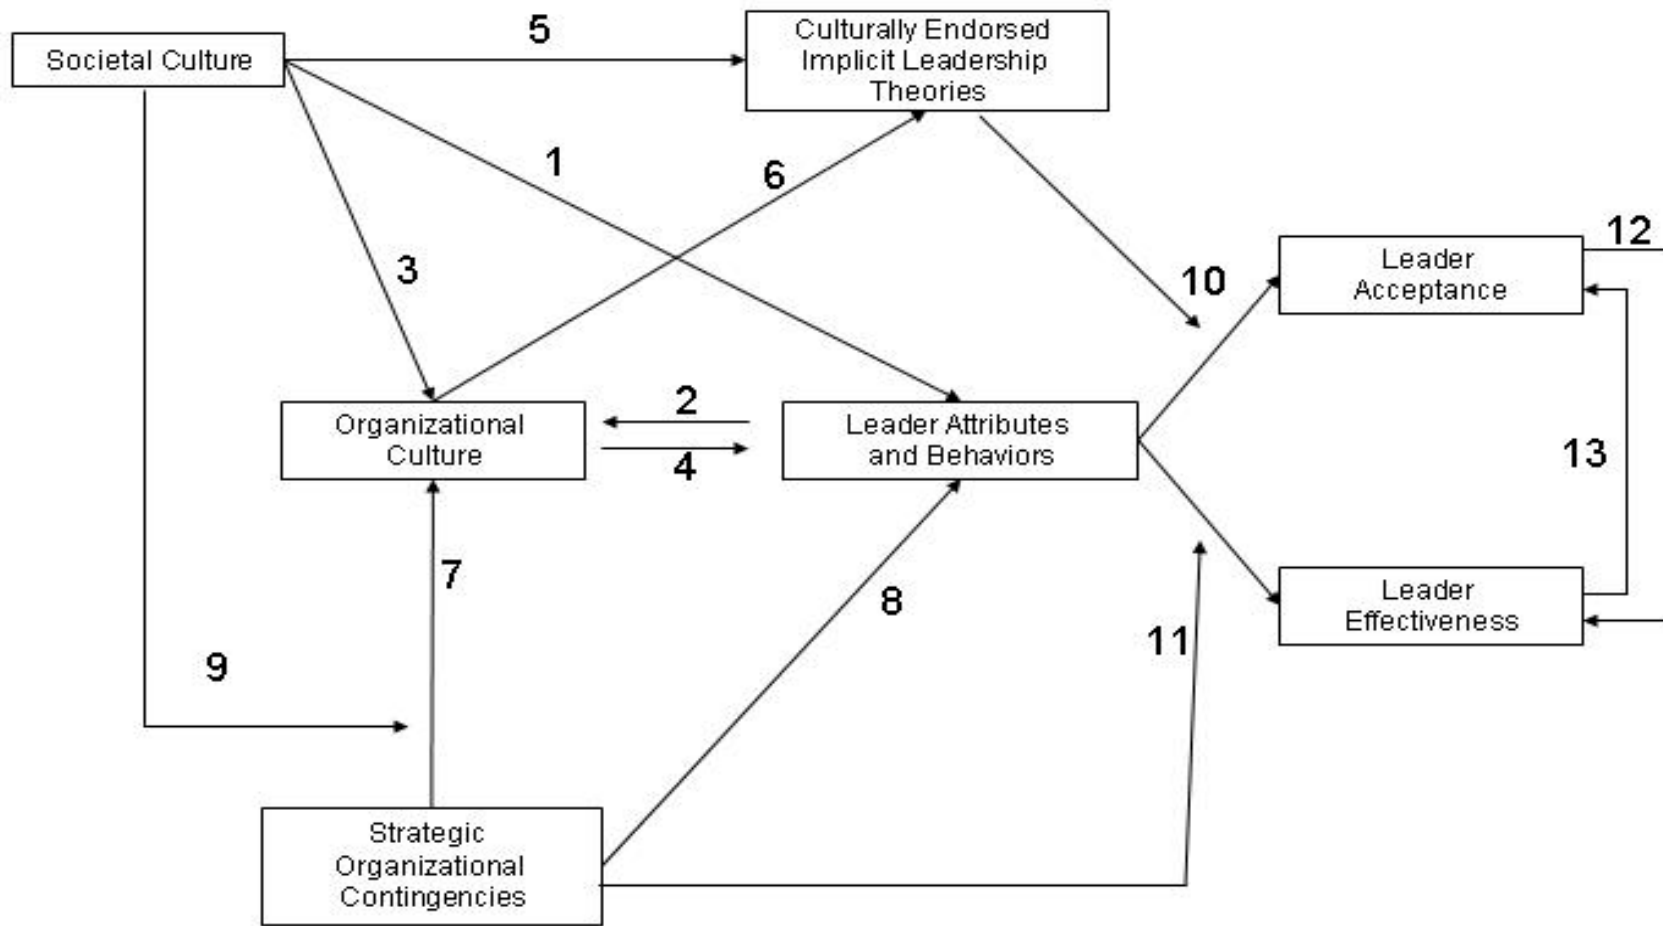 Societal Culture
5
Culturally Endorsed
Implicit Leadership
Theories
1
6
3
10
12
Leader
Acceptance
Organizational
Culture
2
4
Leader Attributes
and Behaviors
13
7
8
11
Leader
Effectiveness
9
Strategic
Organizational
Contingencies